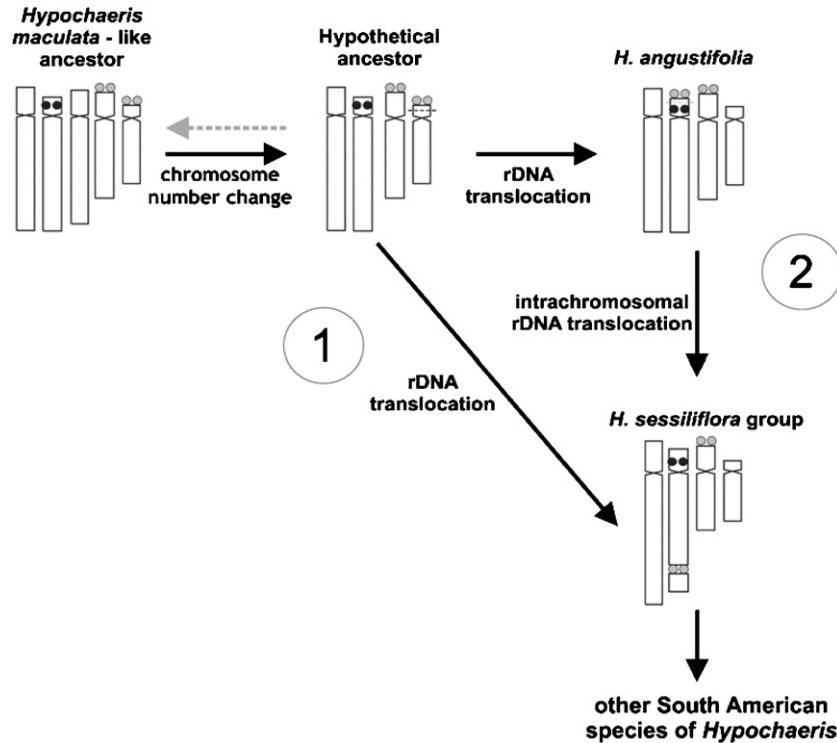 Hypochaeris
maculata - like
ancestor
Hypothetical
ancestor
H. angustifolia
chromosome
number change
rDNA
translocation
2
intrachromosomal
rDNA translocation
1
rDNA
translocation
H. sessiliflora group
other South American
species of Hypochaeris